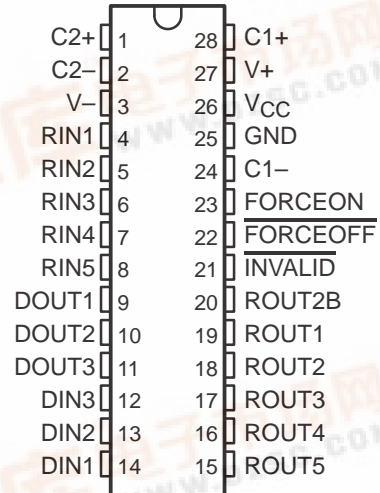 C2+ 1 28 C1+
C2– 2 27 V+
V– 3 26 VCC
RIN1 4 25 GND
RIN2 5 24 C1–
RIN3 6 23 FORCEON
RIN4 7 22 FORCEOFF
RIN5 8 21 INVALID
DOUT1 9 20 ROUT2B
DOUT2 10 19 ROUT1
DOUT3 11 18 ROUT2
DIN3 12 17 ROUT3
DIN2 13 16 ROUT4
DIN1 14 15 ROUT5